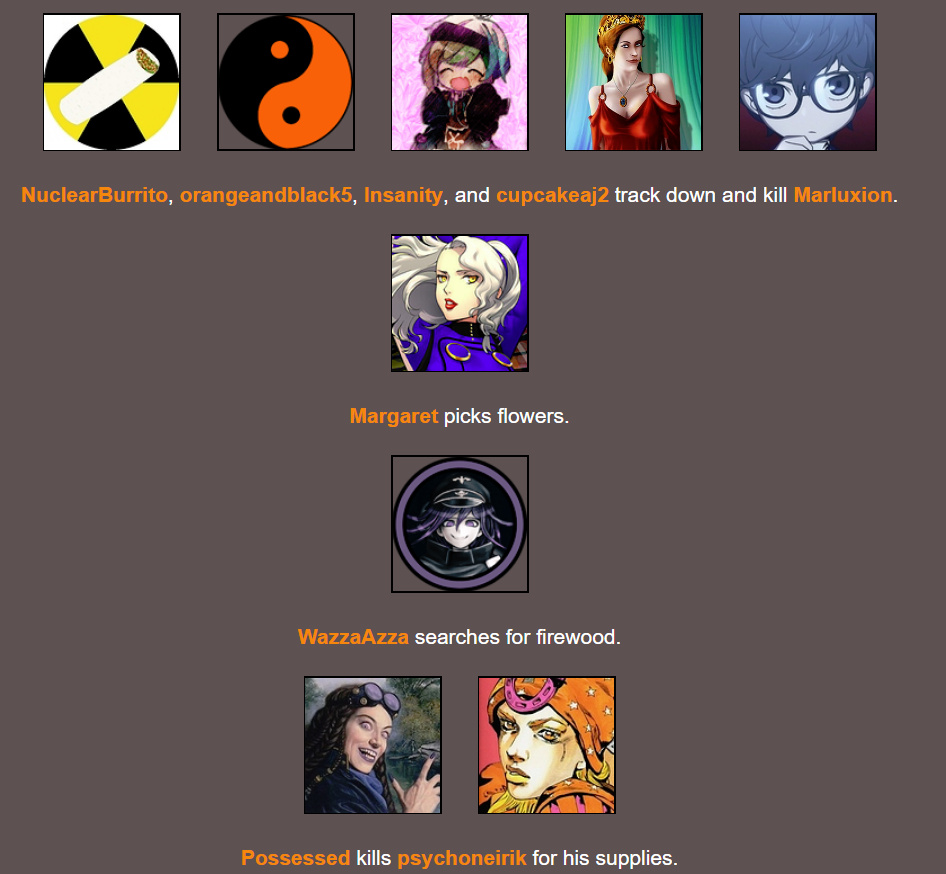 NuclearBurrito, orangeandblack5, Insanity, and cupcakeaj2 track down and kill Marluxion.
Margaret picks flowers.
WazzaAzza searches for firewood.
Possessed kills psychoneirik for his supplies.